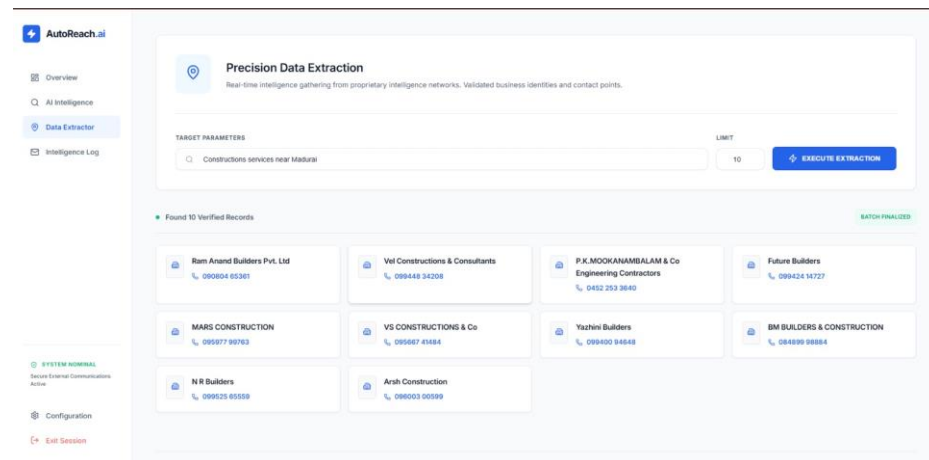 AutoReach.ai
Overview
AI Intelligence
Data Extractor
Intelligence Log
Precision Data Extraction
Real-time intelligence gathering from proprietary intelligence networks. Validated business identities and contact points.
TARGET PARAMETERS
LIMIT
Constructions services near Madurai
10
EXECUTE EXTRACTION
Found 10 Verified Records
BATCH FINALIZED
Ram Anand Builders Pvt. Ltd
090804 65361
Vel Constructions & Consultants
099448 34208
P.K.MOOKANAMBALAM & Co
Engineering Contractors
0452 253 3640
Future Builders
099424 14727
MARS CONSTRUCTION
095977 99763
VS CONSTRUCTIONS & Co
095667 41484
Yazhini Builders
099400 94648
BM BUILDERS & CONSTRUCTION
084899 98884
N R Builders
099525 65559
Arsh Construction
096003 00599
SYSTEM NOMINAL
Secure External Communications
Active
Configuration
Exit Session